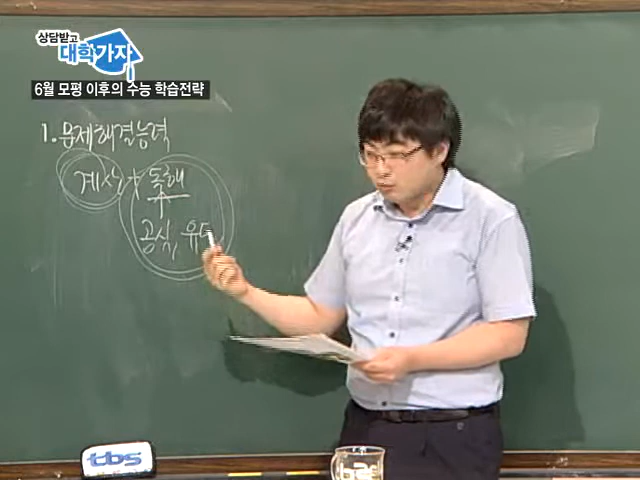 상담받고
대학가자
6월 모평 이후의 수능 학습전략
1. 문제해결능력
계산 + 독해
공식, 유도
tbs